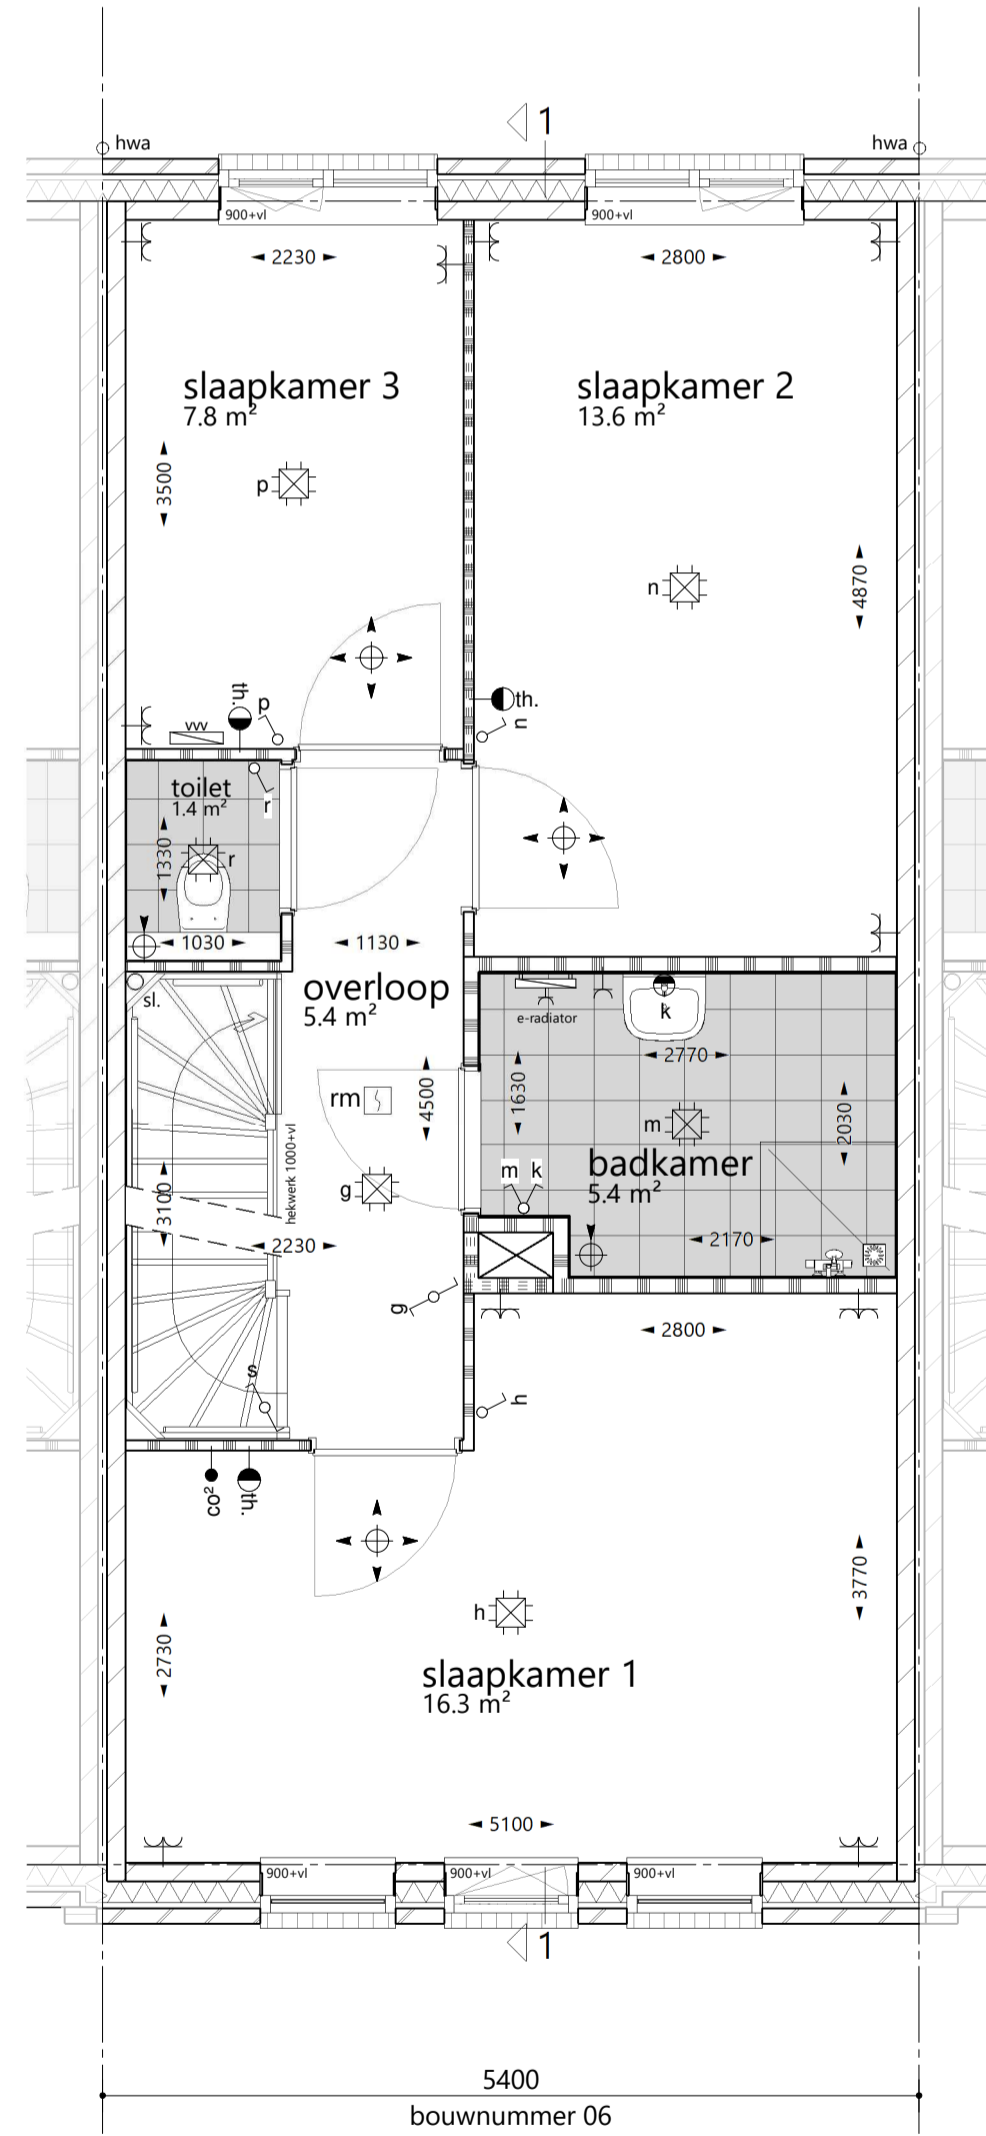 1
hwa
hwa
900+vl
900+vl
2230
2800
slaapkamer 3
7.8 m²
slaapkamer 2
13.6 m²
3500
p
n
4870
th.
p
th.
n
toilet
1.4 m²
r
1330
r
1030
1130
overloop
5.4 m²
sl.
e-radiator
k
2770
rm
4500
1630
m
2030
hekwerk 1000+vl
badkamer
5.4 m²
m k
g
3100
2230
2170
g
2800
s
h
co²
th.
3770
h
2730
slaapkamer 1
16.3 m²
5100
900+vl
900+vl
900+vl
1
5400
bouwnummer 06